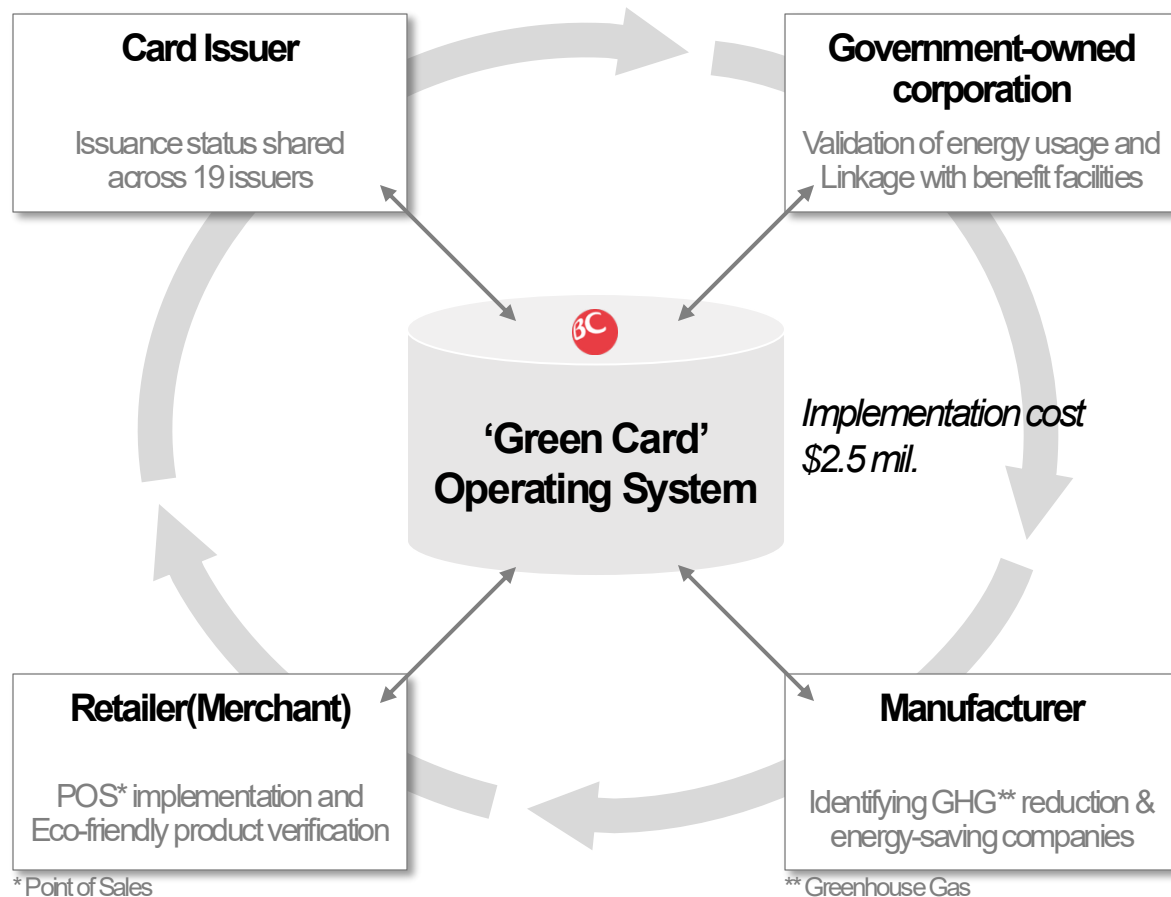 Card Issuer
Issuance status shared
across 19 issuers
Government-owned
corporation
Validation of energy usage and
Linkage with benefit facilities
BC
‘Green Card’
Operating System
Implementation cost
$2.5 mil.
Retailer(Merchant)
POS* implementation and
Eco-friendly product verification
* Point of Sales
Manufacturer
Identifying GHG** reduction &
energy-saving companies
** Greenhouse Gas